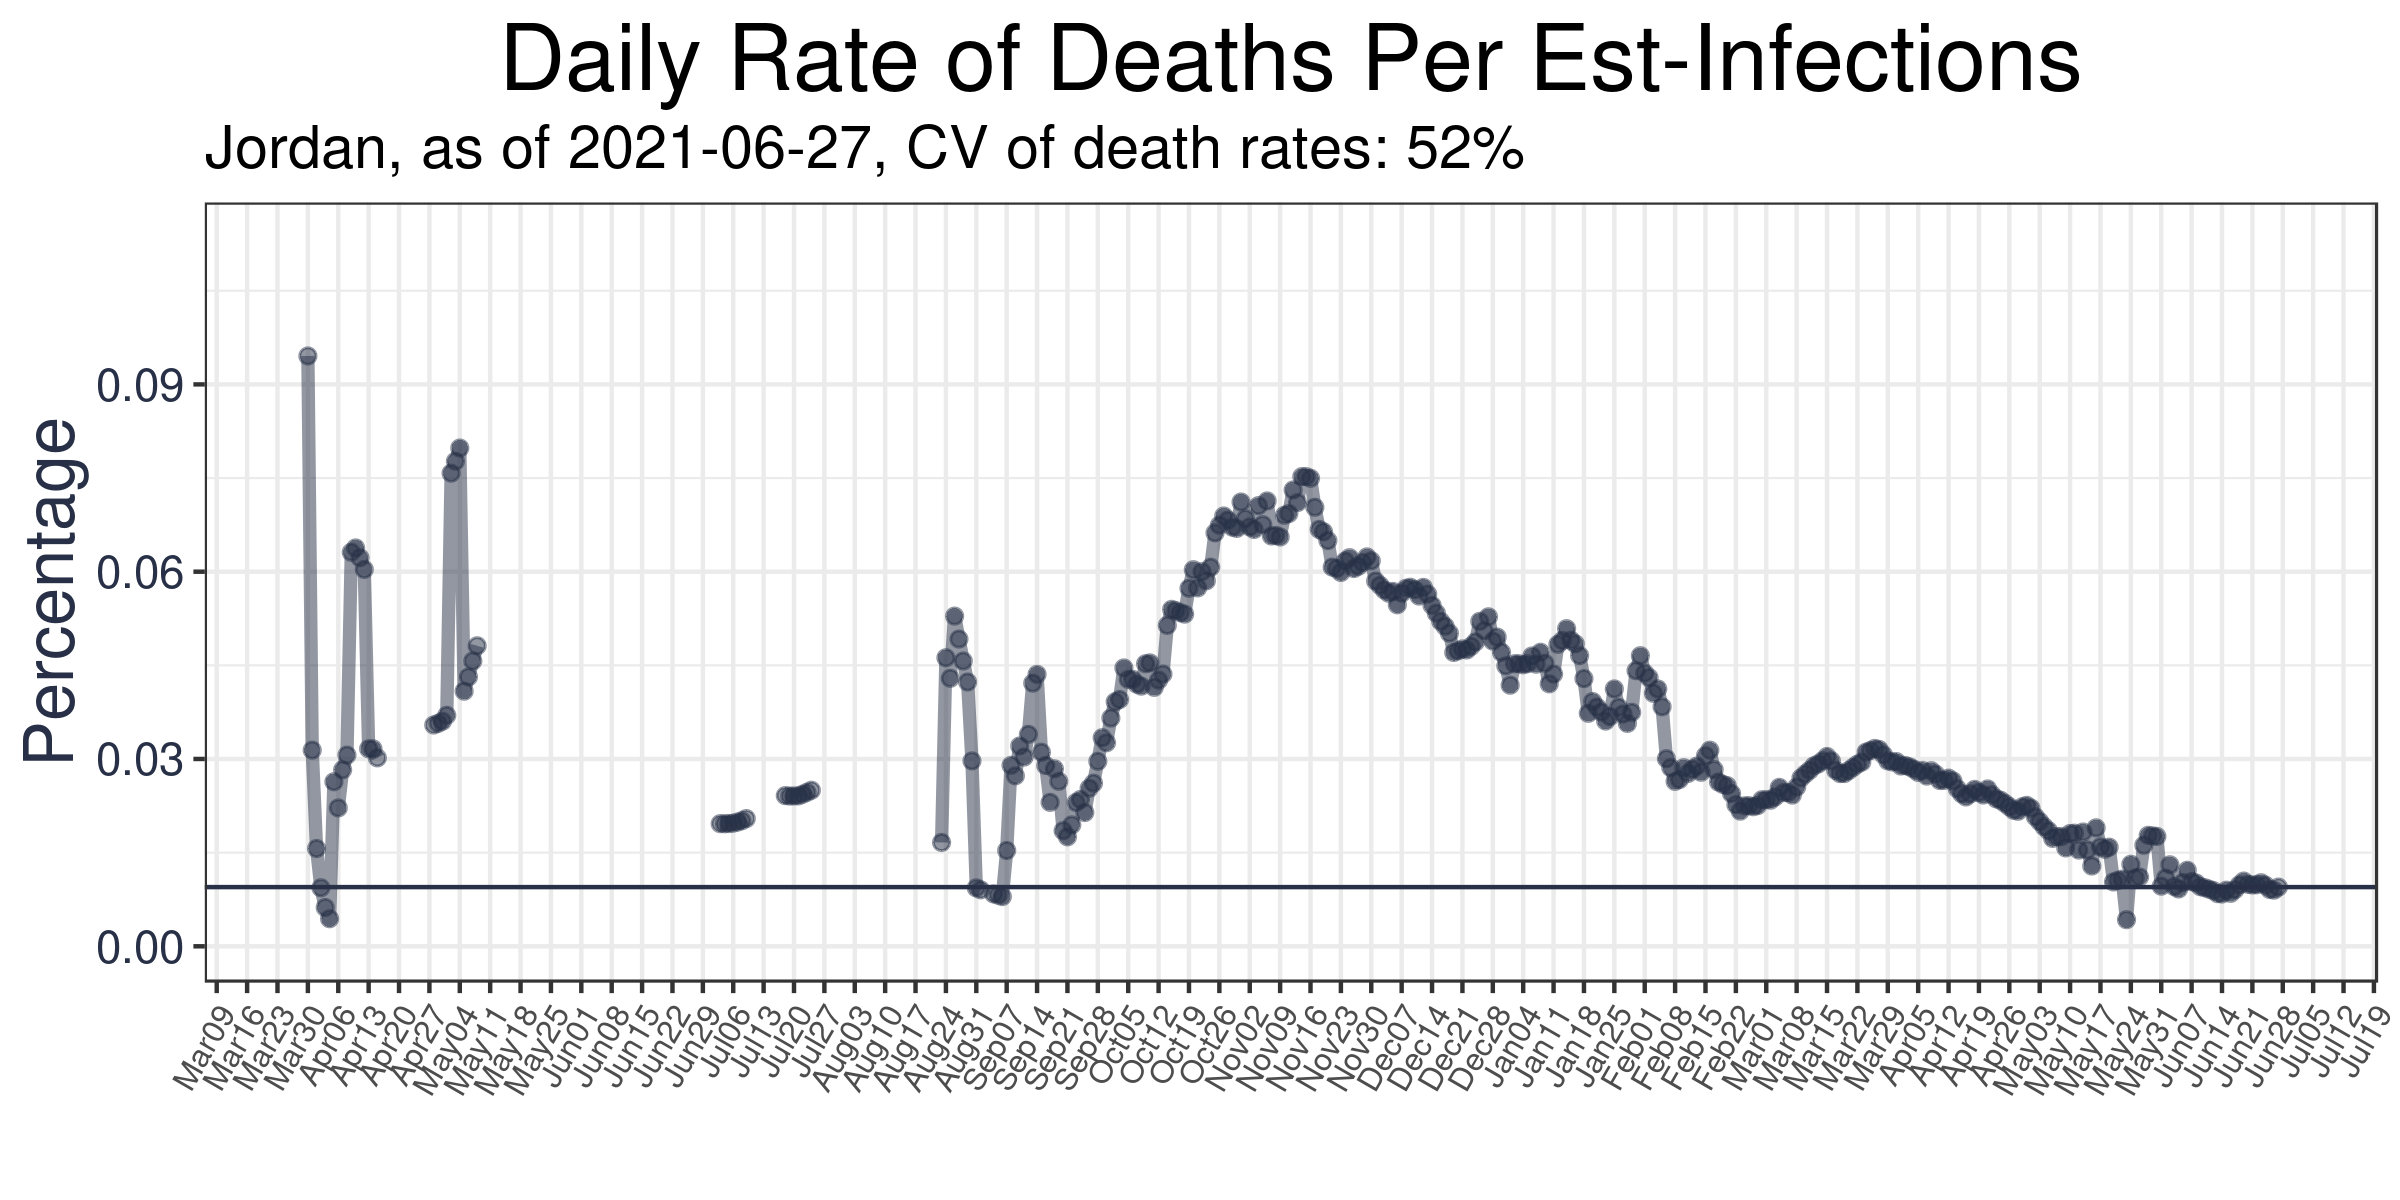 Daily Rate of Deaths Per Est-Infections
Jordan, as of 2021-06-27, CV of death rates: 52%
Percentage
0.09
0.06
0.03
0.00
Mar09
Mar16
Mar23
Mar30
Apr06
Apr13
Apr20
Apr27
May04
May11
May18
May25
Jun01
Jun08
Jun15
Jun22
Jun29
Jul06
Jul13
Jul20
Jul27
Aug03
Aug10
Aug17
Aug24
Aug31
Sep07
Sep14
Sep21
Sep28
Oct05
Oct12
Oct19
Oct26
Nov02
Nov09
Nov16
Nov23
Nov30
Dec07
Dec14
Dec21
Dec28
Jan04
Jan11
Jan18
Jan25
Feb01
Feb08
Feb15
Feb22
Mar01
Mar08
Mar15
Mar22
Mar29
Apr05
Apr12
Apr19
Apr26
May03
May10
May17
May24
May31
Jun07
Jun14
Jun21
Jun28
Jul05
Jul12
Jul19